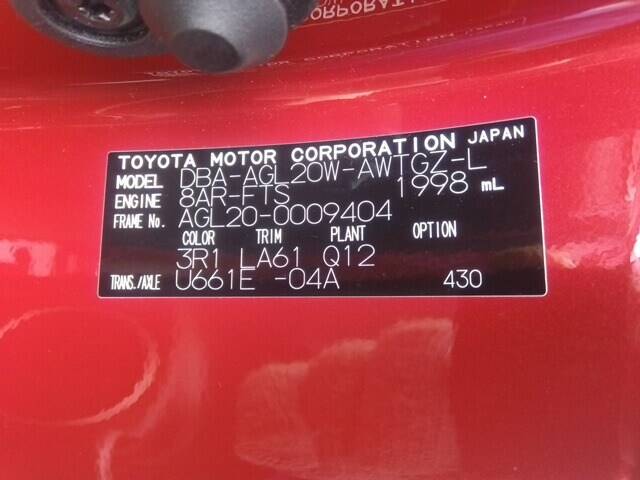 TOYOTA MOTOR CORPORATION JAPAN
MODEL DBA-AGL20W-AWTGZ-L
ENGINE 8AR-FTS 1998 mL
FRAME No. AGL20-0009404
COLOR TRIM PLANT
3R1 LA61 Q12
TRANS./AXLE U661E -04A 430